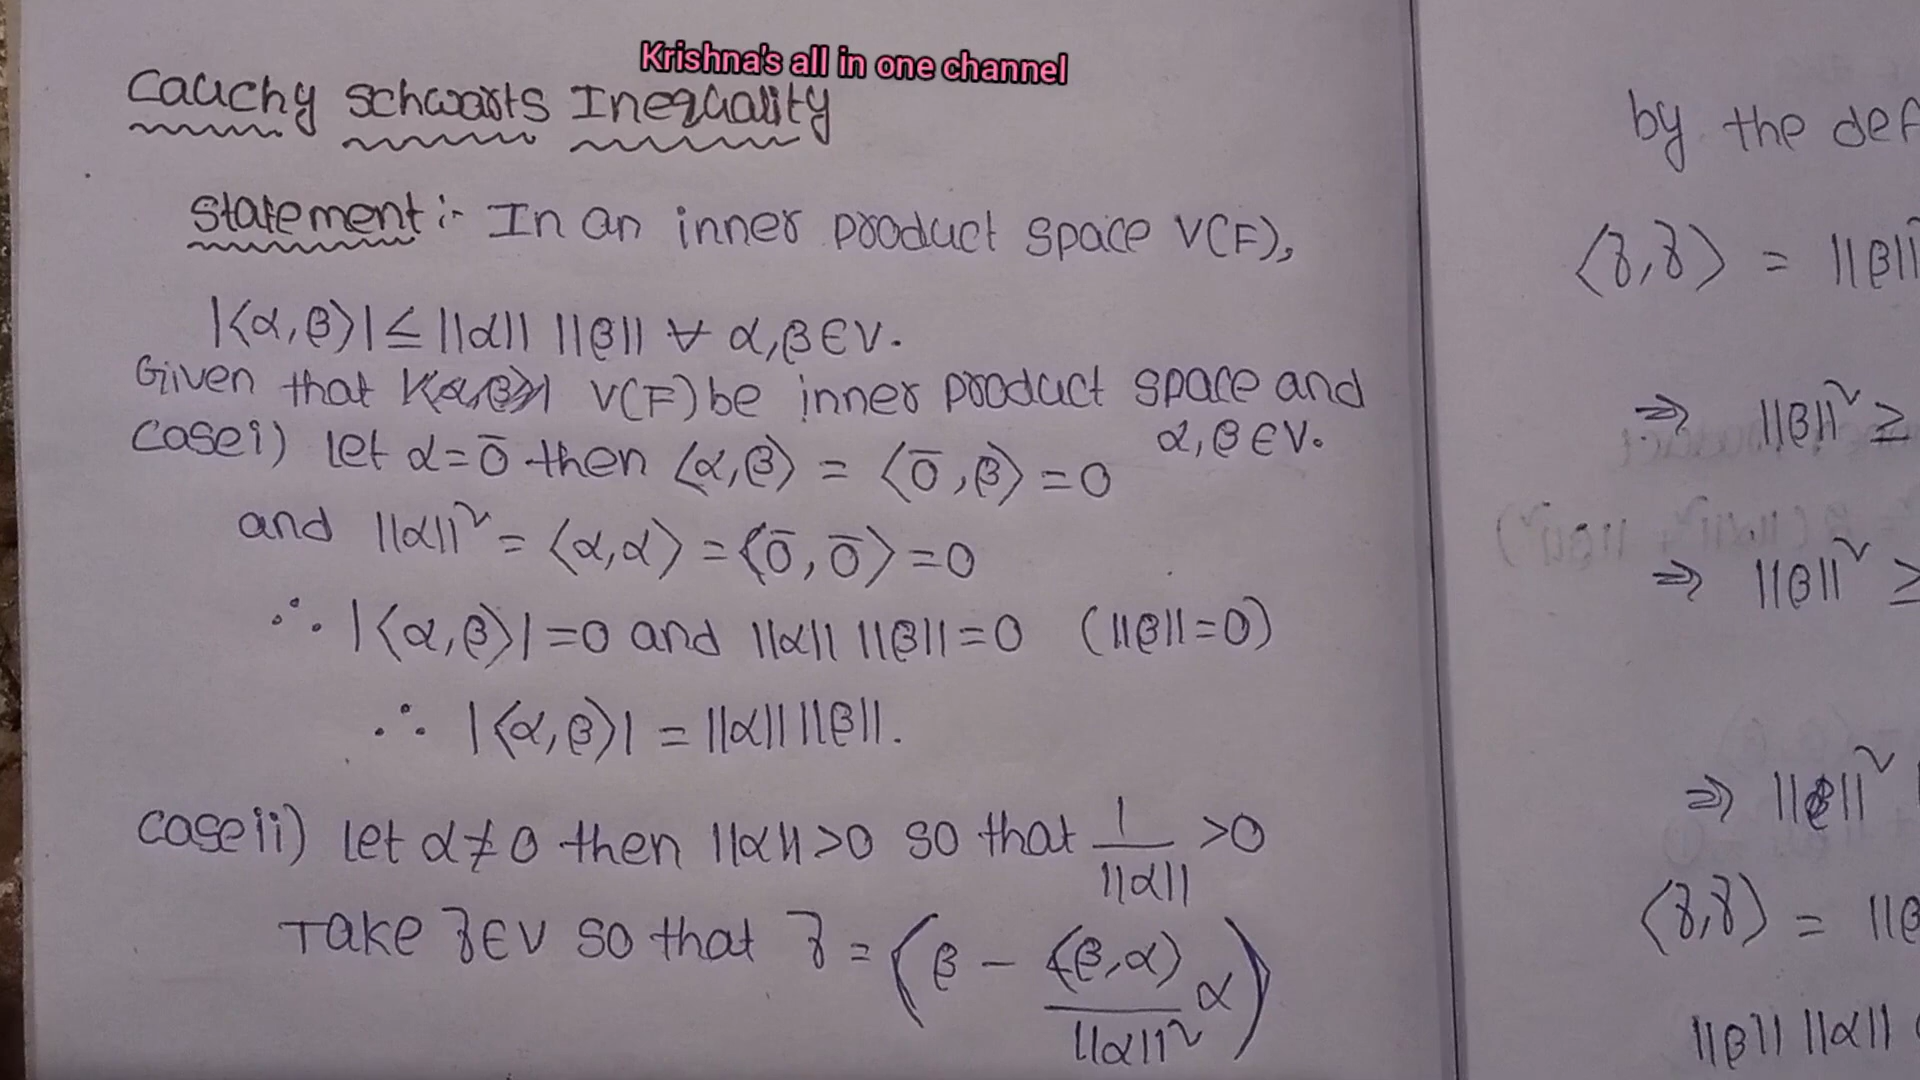 Krishna's all in one channel
Cauchy Schwarts Inequality
Statement :- In an inner product space V(F),
|⟨α,β⟩| ≤ ||α|| ||β|| ∀ α,β∈V.
Given that V(F) be inner product space and
α,β∈V.
Case i) let α=0̄ then ⟨α,β⟩ = ⟨0̄,β⟩ = 0
and ||α||² = ⟨α,α⟩ = ⟨0̄,0̄⟩ = 0
∴ |⟨α,β⟩| = 0 and ||α|| ||β|| = 0 (||β|| = 0)
∴ |⟨α,β⟩| = ||α|| ||β||.
Case ii) Let α≠0 then ||α||>0 so that 1/||α|| >0
Take γ∈V so that γ = (β - ⟨β,α⟩/||α||² α)
by the def
⟨γ,γ⟩ = ||β||²
⇒ ||β||² ≥
⇒ ||β||² ≥
⇒ ||β||²
⟨γ,γ⟩ = ||β
||β|| ||α||